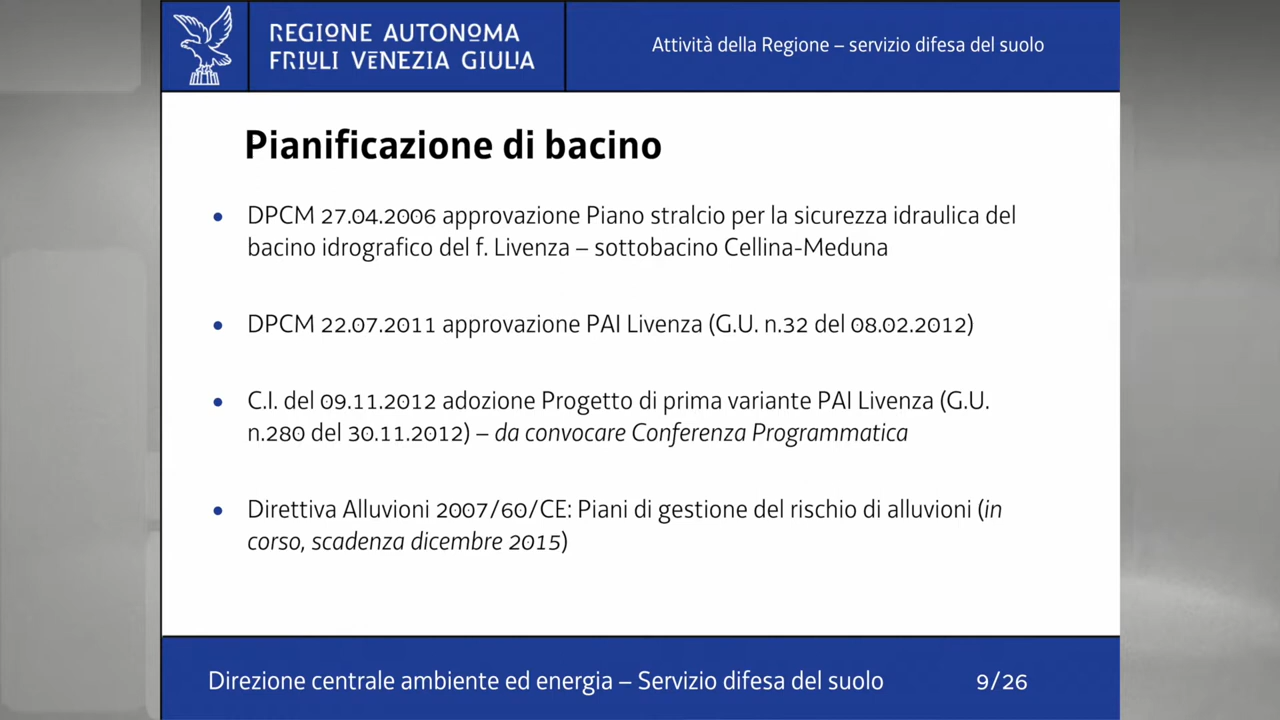 REGIONE AUTONOMA
FRIULI VENEZIA GIULIA
Attività della Regione – servizio difesa del suolo
Pianificazione di bacino
• DPCM 27.04.2006 approvazione Piano stralcio per la sicurezza idraulica del
bacino idrografico del f. Livenza – sottobacino Cellina-Meduna
• DPCM 22.07.2011 approvazione PAI Livenza (G.U. n.32 del 08.02.2012)
• C.I. del 09.11.2012 adozione Progetto di prima variante PAI Livenza (G.U.
n.280 del 30.11.2012) – da convocare Conferenza Programmatica
• Direttiva Alluvioni 2007/60/CE: Piani di gestione del rischio di alluvioni (in
corso, scadenza dicembre 2015)
Direzione centrale ambiente ed energia – Servizio difesa del suolo
9/26